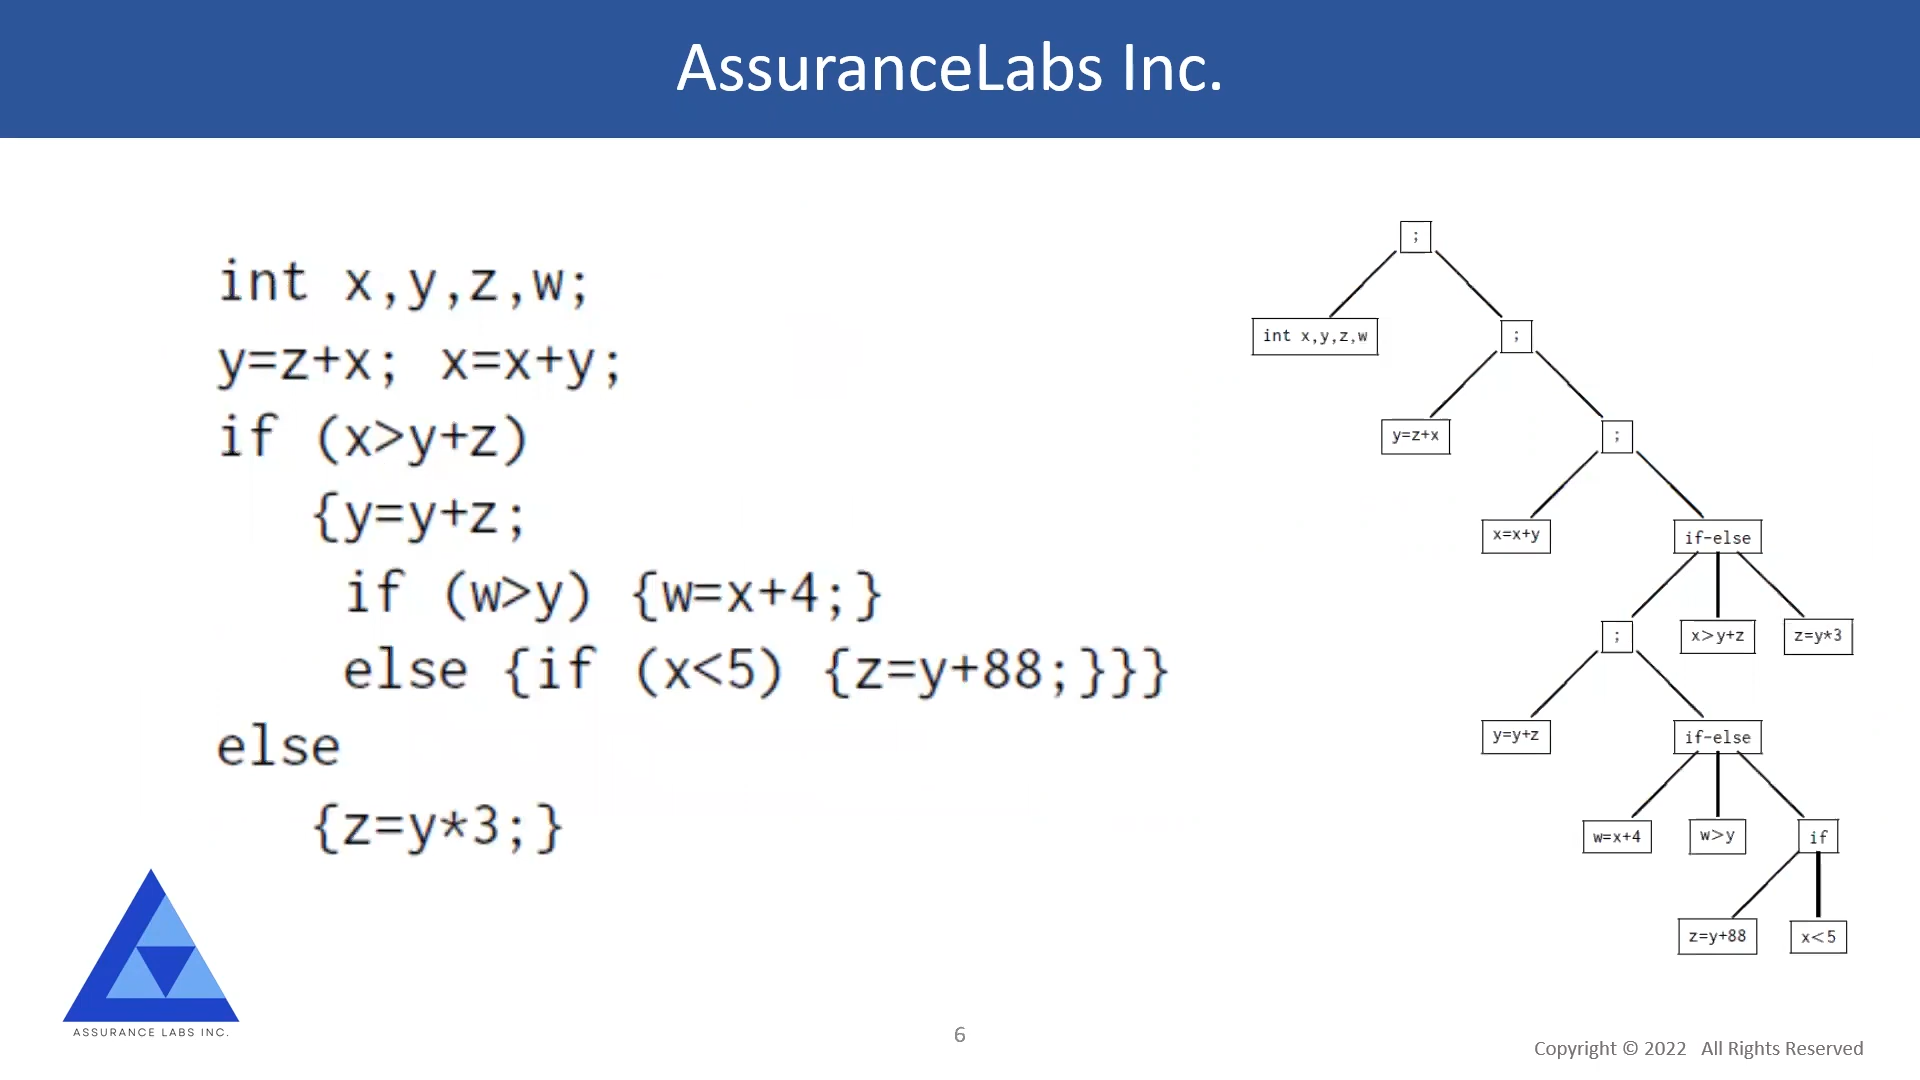 AssuranceLabs Inc.
int x,y,z,w;
y=z+x; x=x+y;
if (x>y+z)
{y=y+z;
if (w>y) {w=x+4;}
else {if (x<5) {z=y+88;}}}
else
{z=y*3;}
;
int x,y,z,w
;
y=z+x
;
x=x+y
if-else
;
x>y+z
z=y*3
y=y+z
if-else
w=x+4
w>y
if
z=y+88
x<5
ASSURANCE LABS INC.
6
Copyright © 2022 All Rights Reserved